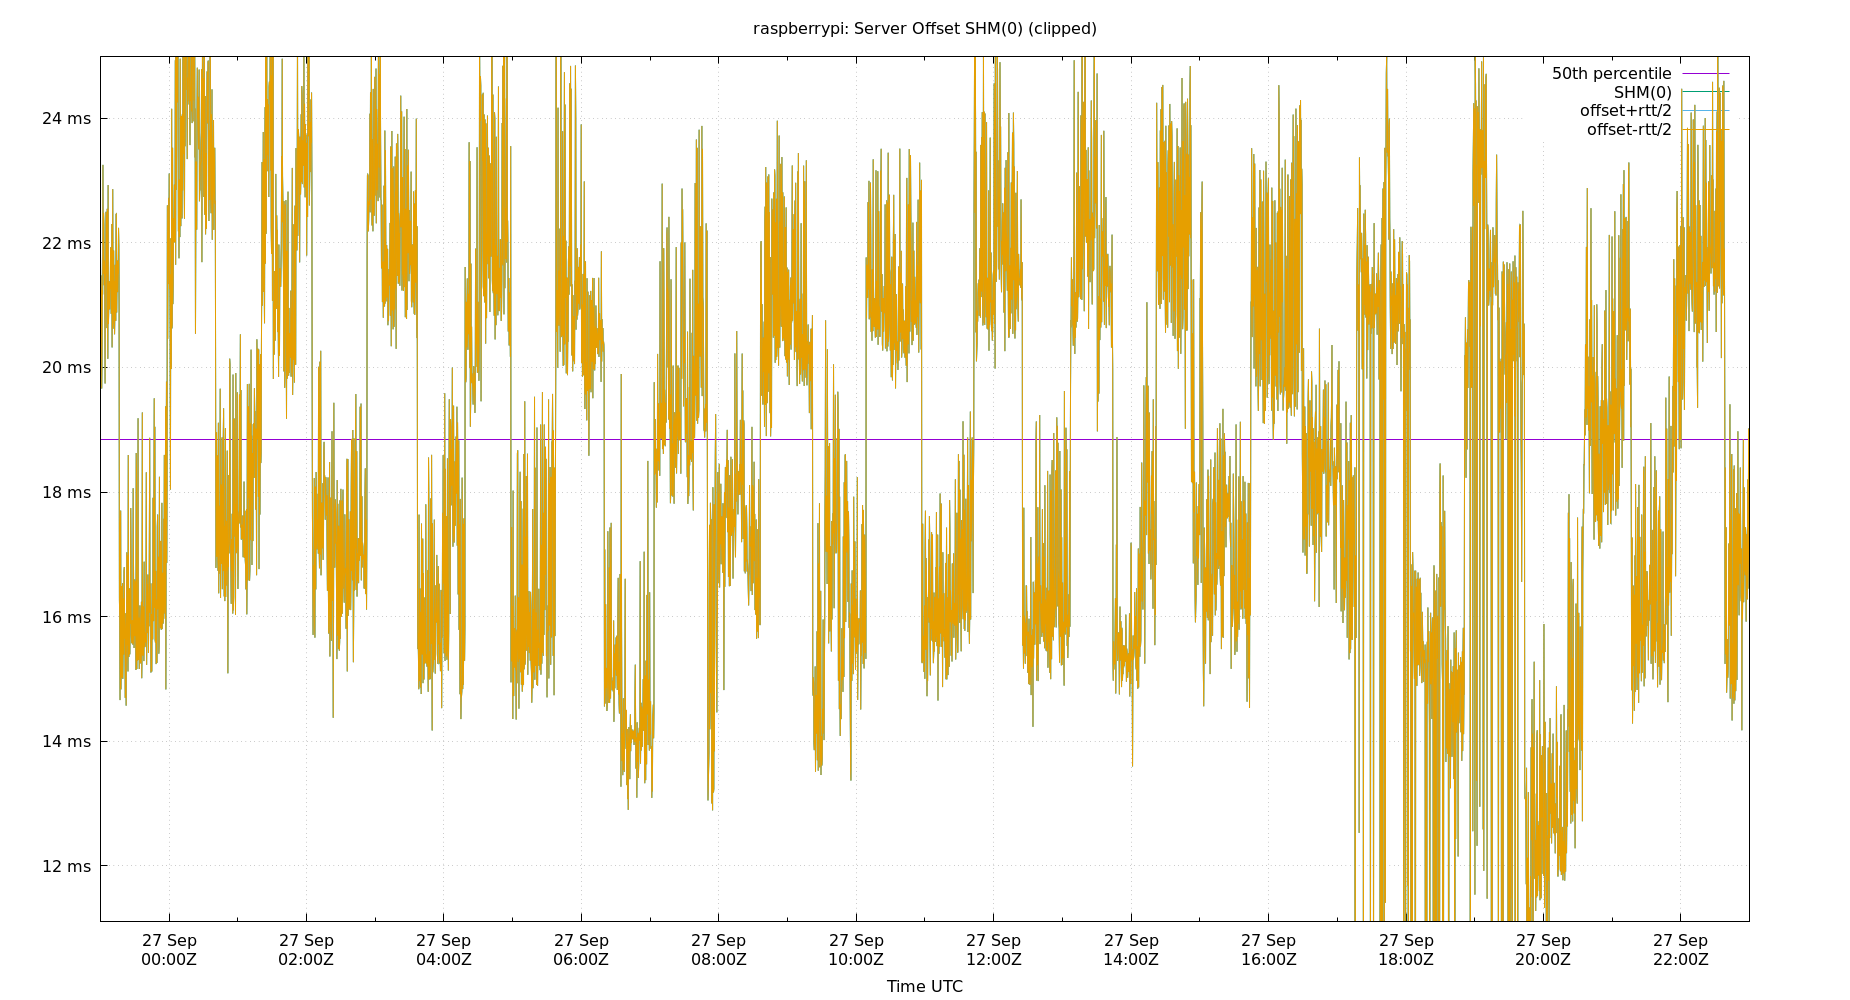 raspberrypi: Server Offset SHM(0) (clipped)
50th percentile
SHM(0)
offset+rtt/2
offset-rtt/2
24 ms
22 ms
20 ms
18 ms
16 ms
14 ms
12 ms
27 Sep 27 Sep 27 Sep 27 Sep 27 Sep 27 Sep 27 Sep 27 Sep 27 Sep 27 Sep 27 Sep 27 Sep
00:00Z 02:00Z 04:00Z 06:00Z 08:00Z 10:00Z 12:00Z 14:00Z 16:00Z 18:00Z 20:00Z 22:00Z
Time UTC